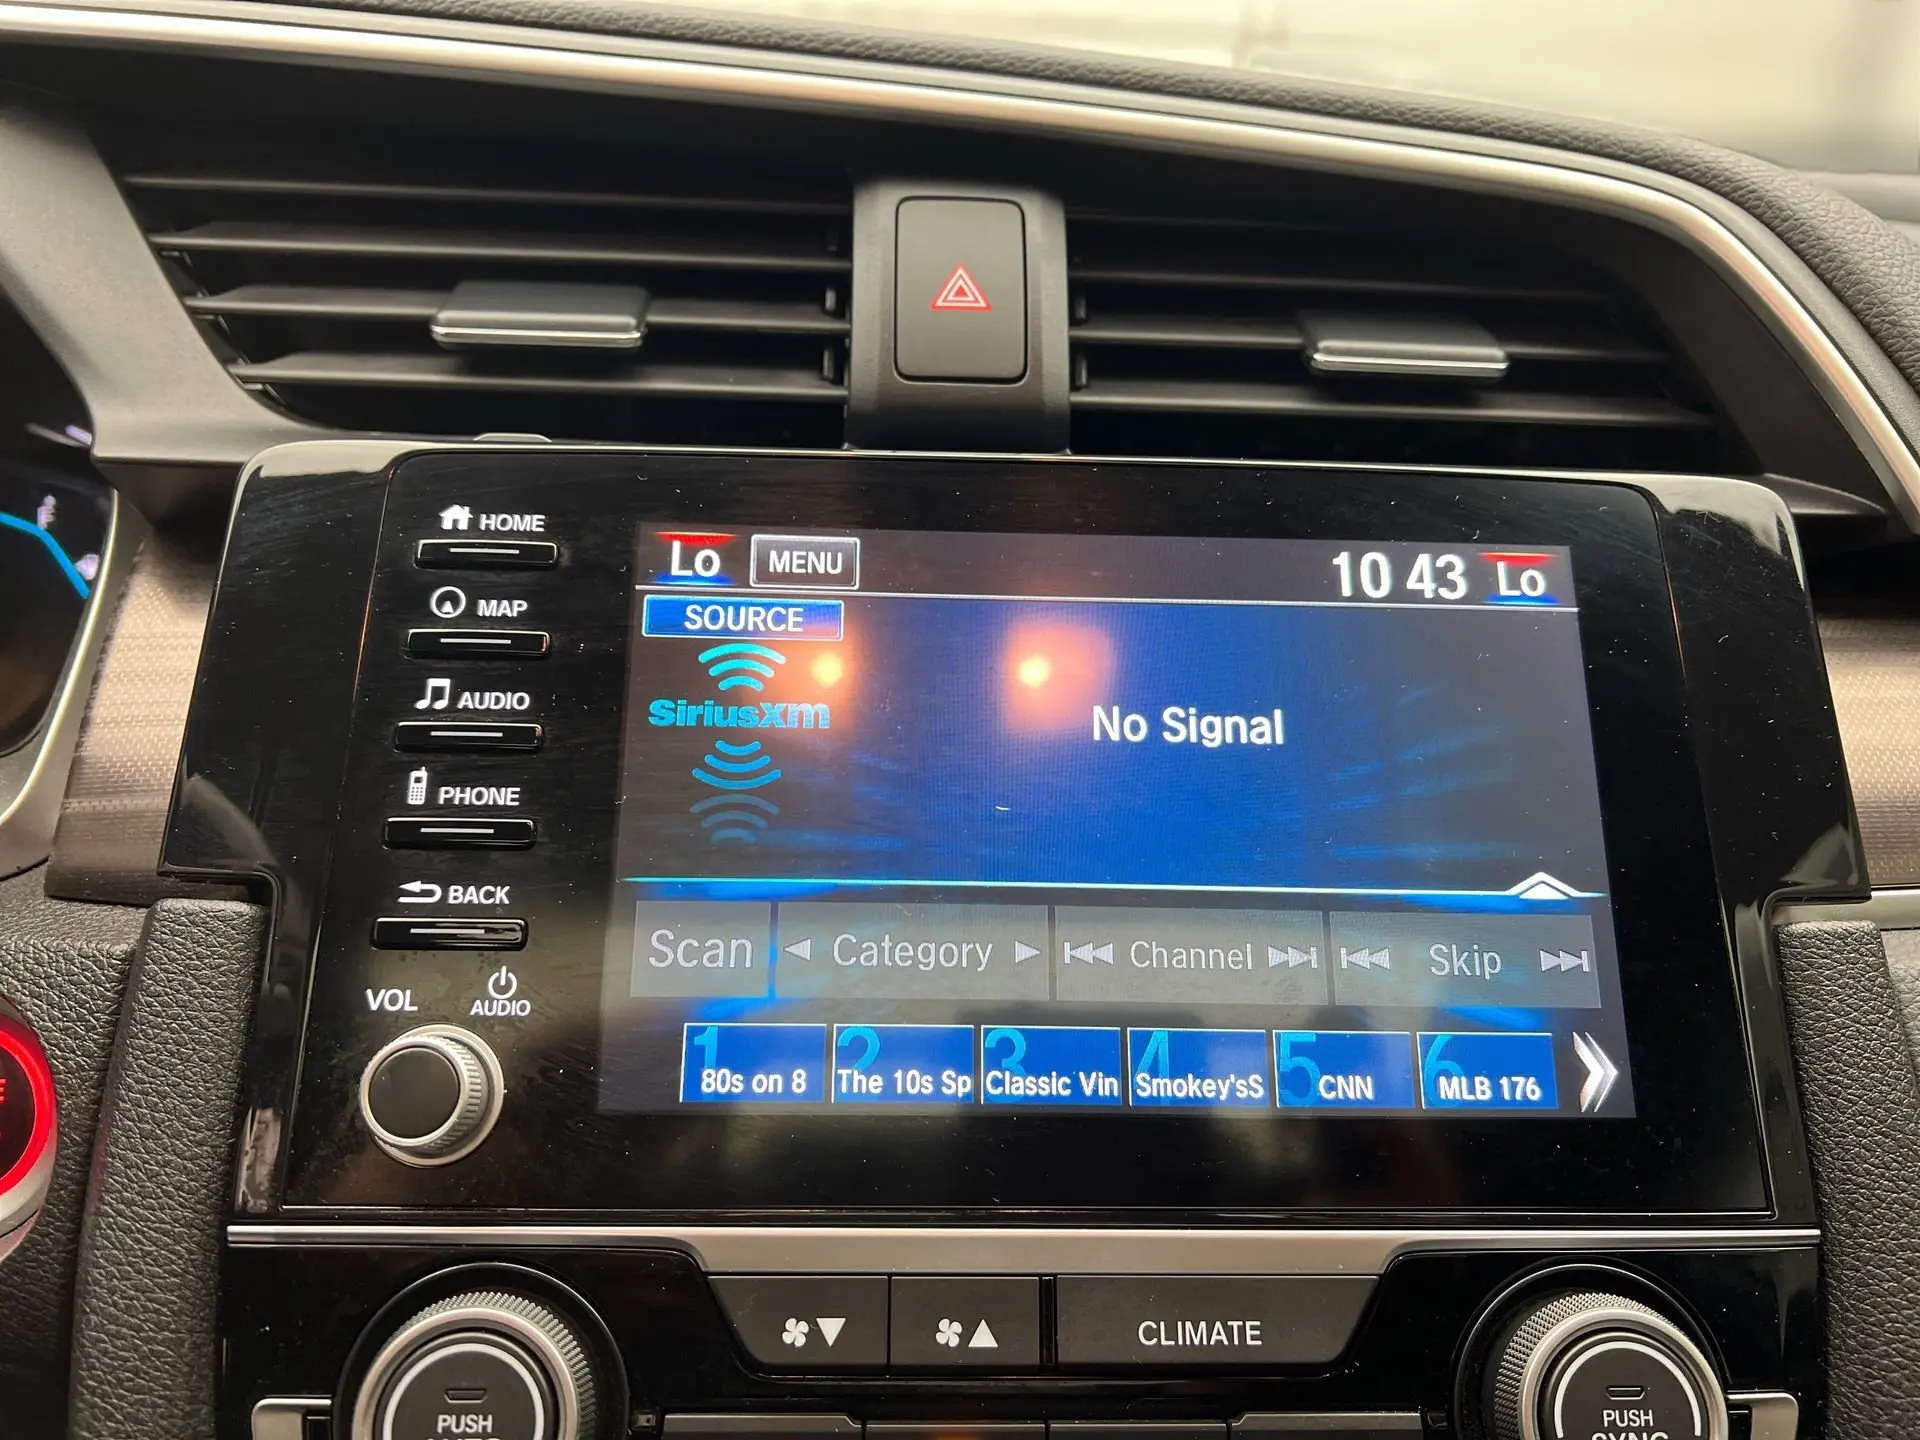 HOME
MAP
AUDIO
PHONE
BACK
VOL
AUDIO
Lo
MENU
10 43
Lo
SOURCE
SiriusXm
No Signal
Scan
Category
Channel
Skip
1
80s on 8
2
The 10s Sp
3
Classic Vin
4
Smokey'sS
5
CNN
6
MLB 176
CLIMATE
PUSH
PUSH
SYNC